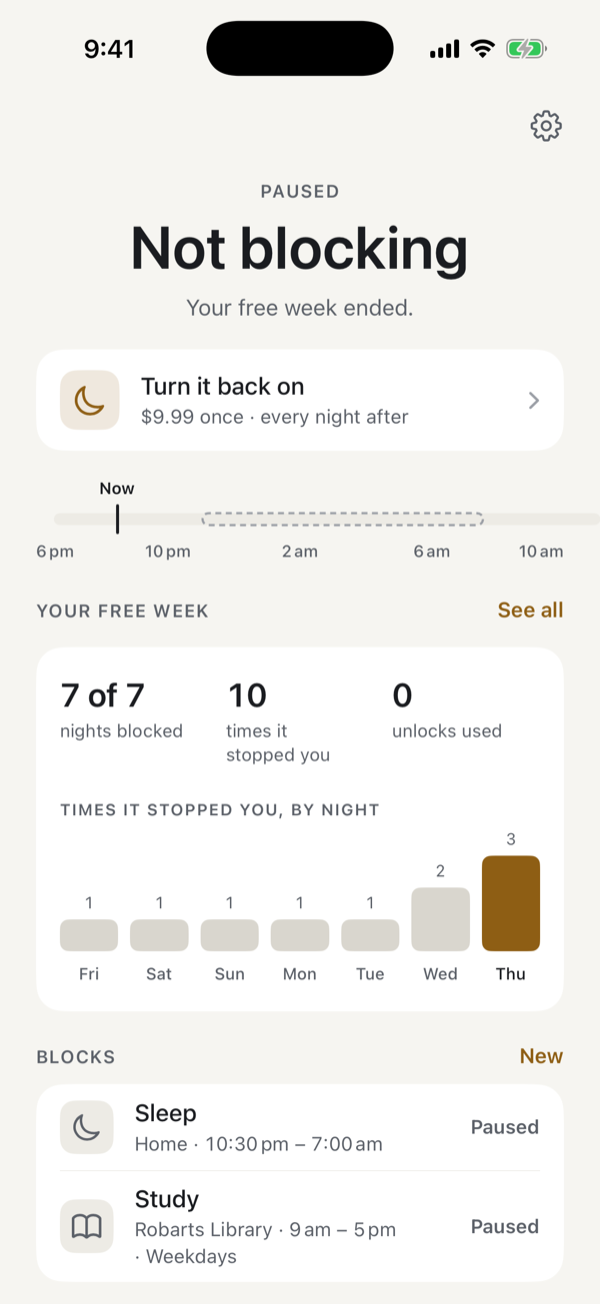 9:41
PAUSED
Not blocking
Your free week ended.
Turn it back on
$9.99 once · every night after
Now
6 pm 10 pm 2 am 6 am 10 am
YOUR FREE WEEK See all
7 of 7 10 0
nights blocked times it unlocks used
stopped you
TIMES IT STOPPED YOU, BY NIGHT
1 1 1 1 1 2 3
Fri Sat Sun Mon Tue Wed Thu
BLOCKS New
Sleep
Home · 10:30 pm – 7:00 am Paused
Study
Robarts Library · 9 am – 5 pm Paused
· Weekdays